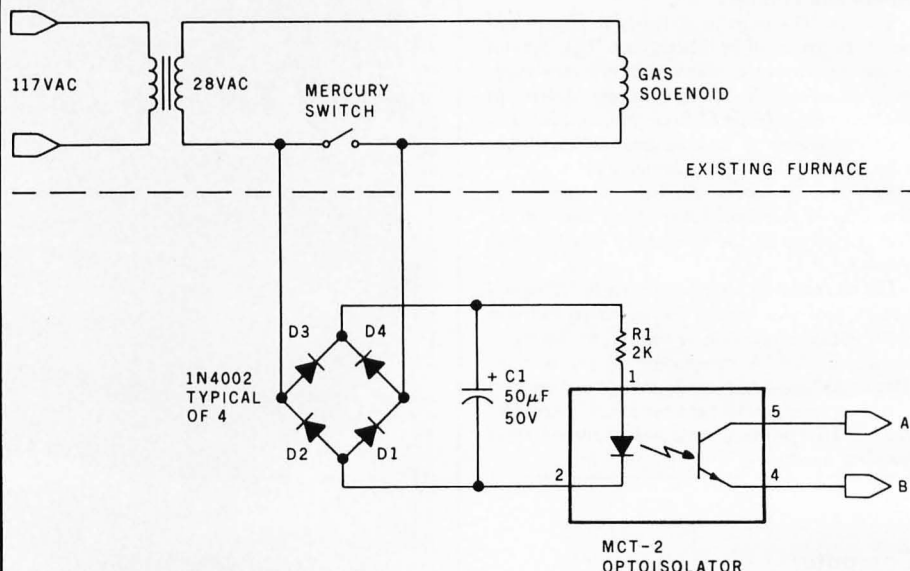 117VAC
28VAC
MERCURY
SWITCH
GAS
SOLENOID
EXISTING FURNACE
D3
D4
1N4002
TYPICAL
OF 4
D2
D1
+ C1
50μF
50V
R1
2K
1
2
5
4
A
B
MCT-2
OPTOISOLATOR